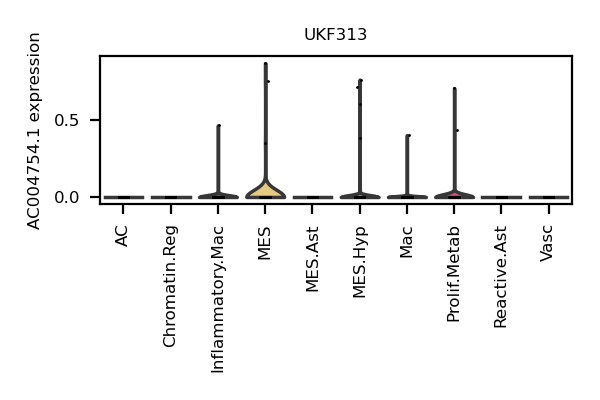 UKF313
AC004754.1 expression
0.5
0.0
AC
Chromatin.Reg
Inflammatory.Mac
MES
MES.Ast
MES.Hyp
Mac
Prolif.Metab
Reactive.Ast
Vasc